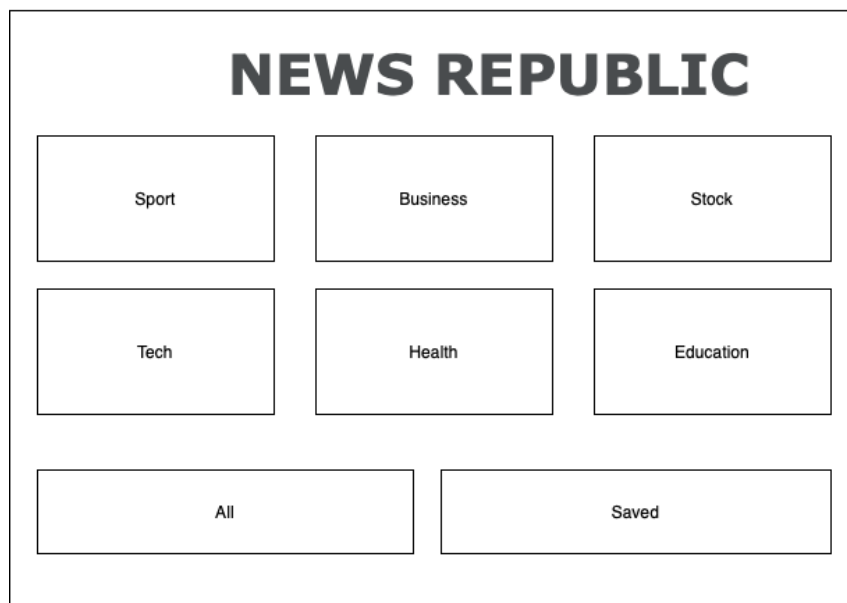 NEWS REPUBLIC
Sport
Business
Stock
Tech
Health
Education
All
Saved